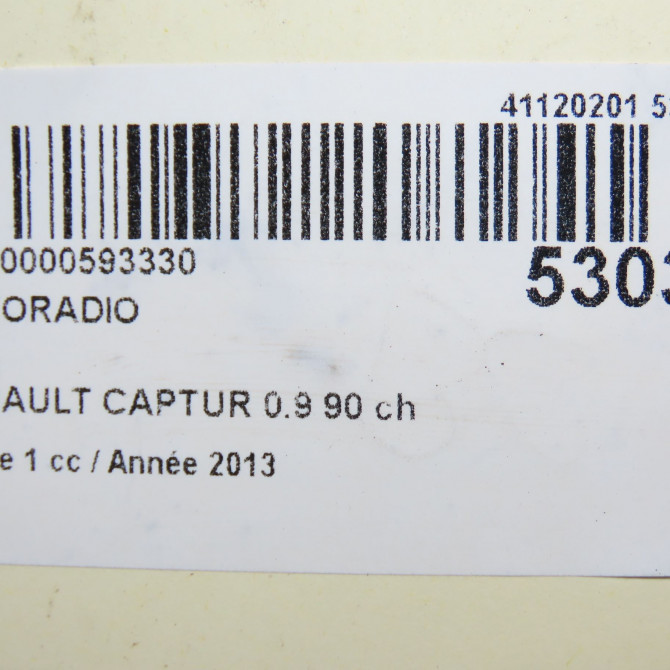 41120201 5
0000593330
5303
ORADIO
AULT CAPTUR 0.9 90 ch
e 1 cc / Année 2013